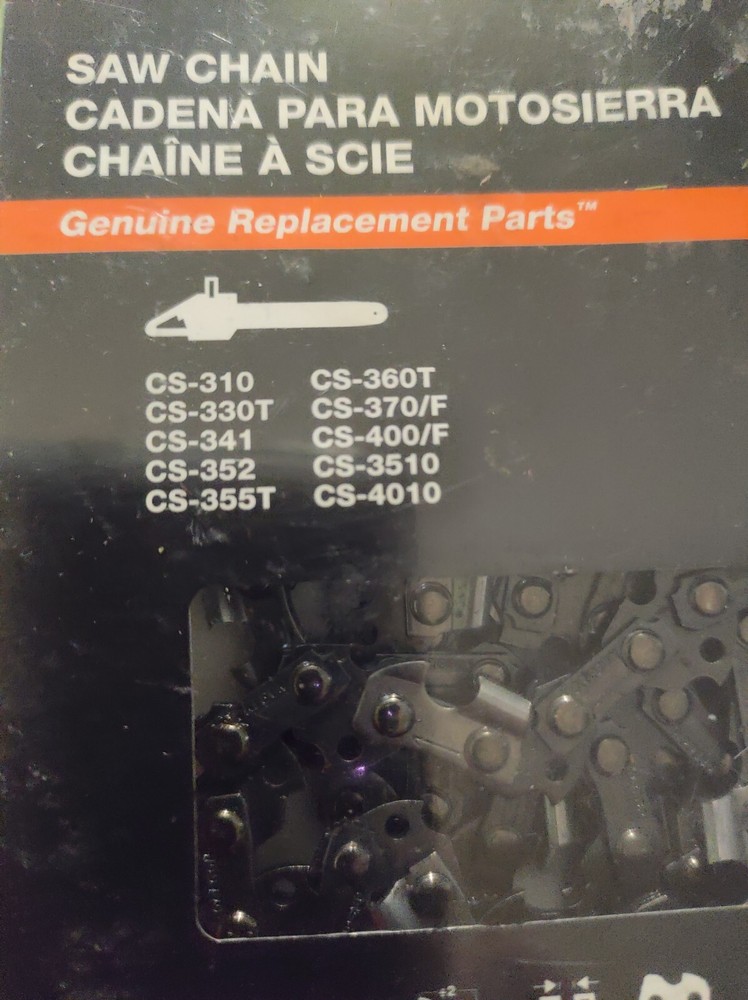 SAW CHAIN
CADENA PARA MOTOSIERRA
CHAÎNE À SCIE
Genuine Replacement Parts™
CS-310 CS-360T
CS-330T CS-370/F
CS-341 CS-400/F
CS-352 CS-3510
CS-355T CS-4010